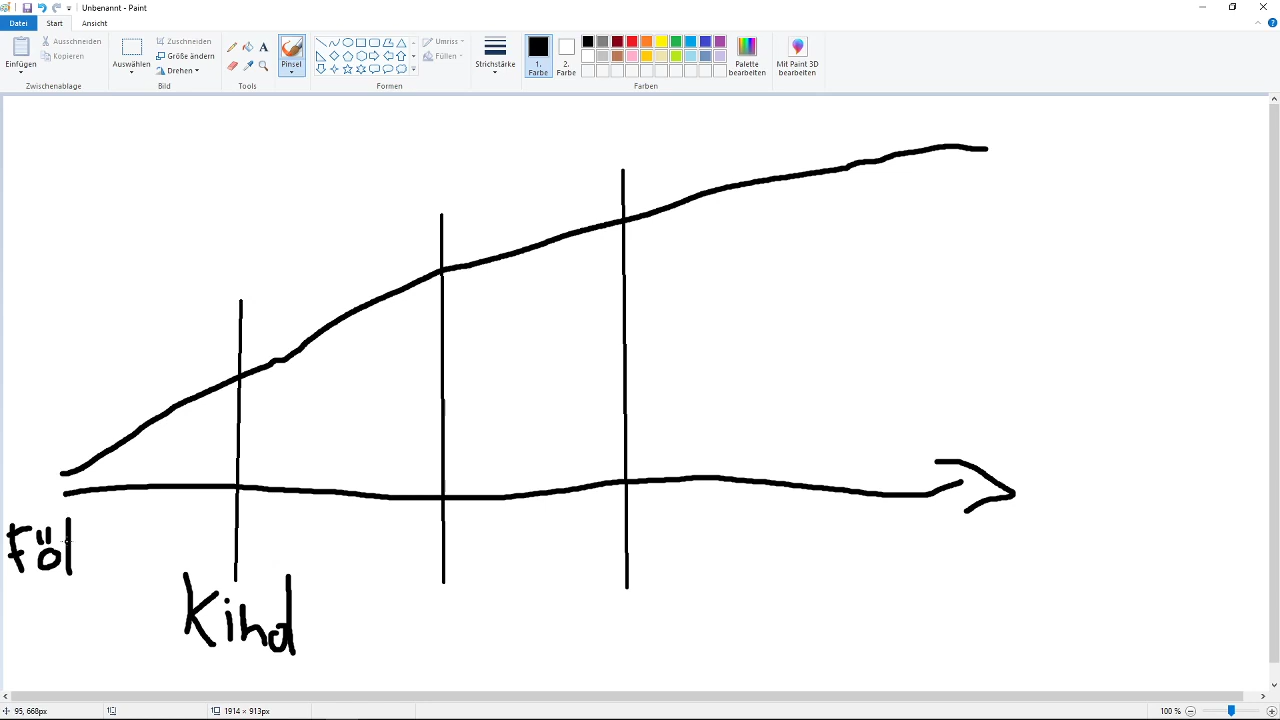 Unbenannt - Paint
Datei Start Ansicht
Einfügen
Ausschneiden
Kopieren
Zwischenablage
Auswählen
Zuschneiden
Größe ändern
Drehen
Bild
A
Tools
Pinsel
Formen
Umriss
Füllen
Strichstärke
1. Farbe
2. Farbe
Palette bearbeiten
Farben
Mit Paint 3D bearbeiten
Föl
Kind
95, 668px
1914 × 913px
100 %